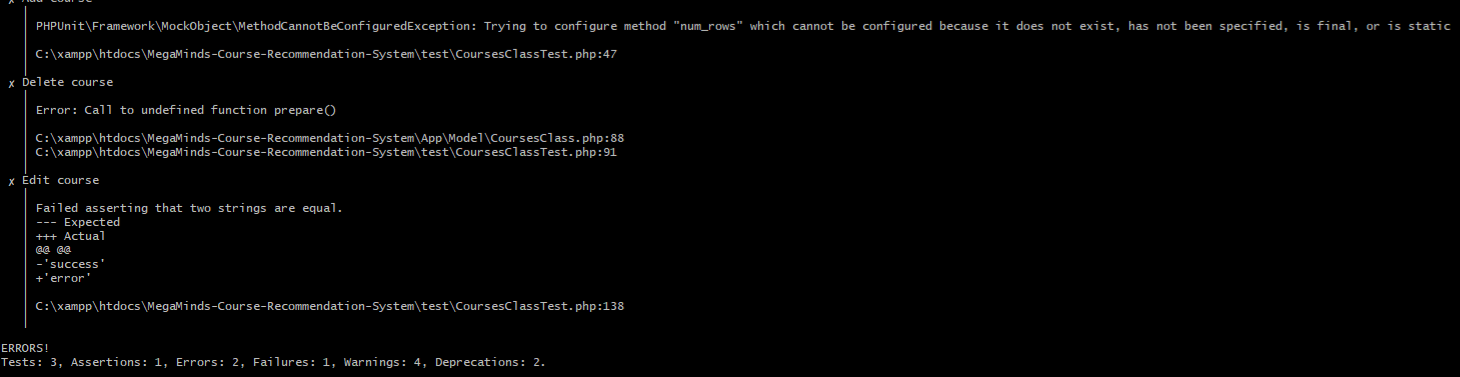 ✗ Add course
PHPUnit\Framework\MockObject\MethodCannotBeConfiguredException: Trying to configure method "num_rows" which cannot be configured because it does not exist, has not been specified, is final, or is static
C:\xampp\htdocs\MegaMinds-Course-Recommendation-System\test\CoursesClassTest.php:47
✗ Delete course
Error: Call to undefined function prepare()
C:\xampp\htdocs\MegaMinds-Course-Recommendation-System\App\Model\CoursesClass.php:88
C:\xampp\htdocs\MegaMinds-Course-Recommendation-System\test\CoursesClassTest.php:91
✗ Edit course
Failed asserting that two strings are equal.
--- Expected
+++ Actual
@@ @@
-'success'
+'error'
C:\xampp\htdocs\MegaMinds-Course-Recommendation-System\test\CoursesClassTest.php:138
ERRORS!
Tests: 3, Assertions: 1, Errors: 2, Failures: 1, Warnings: 4, Deprecations: 2.